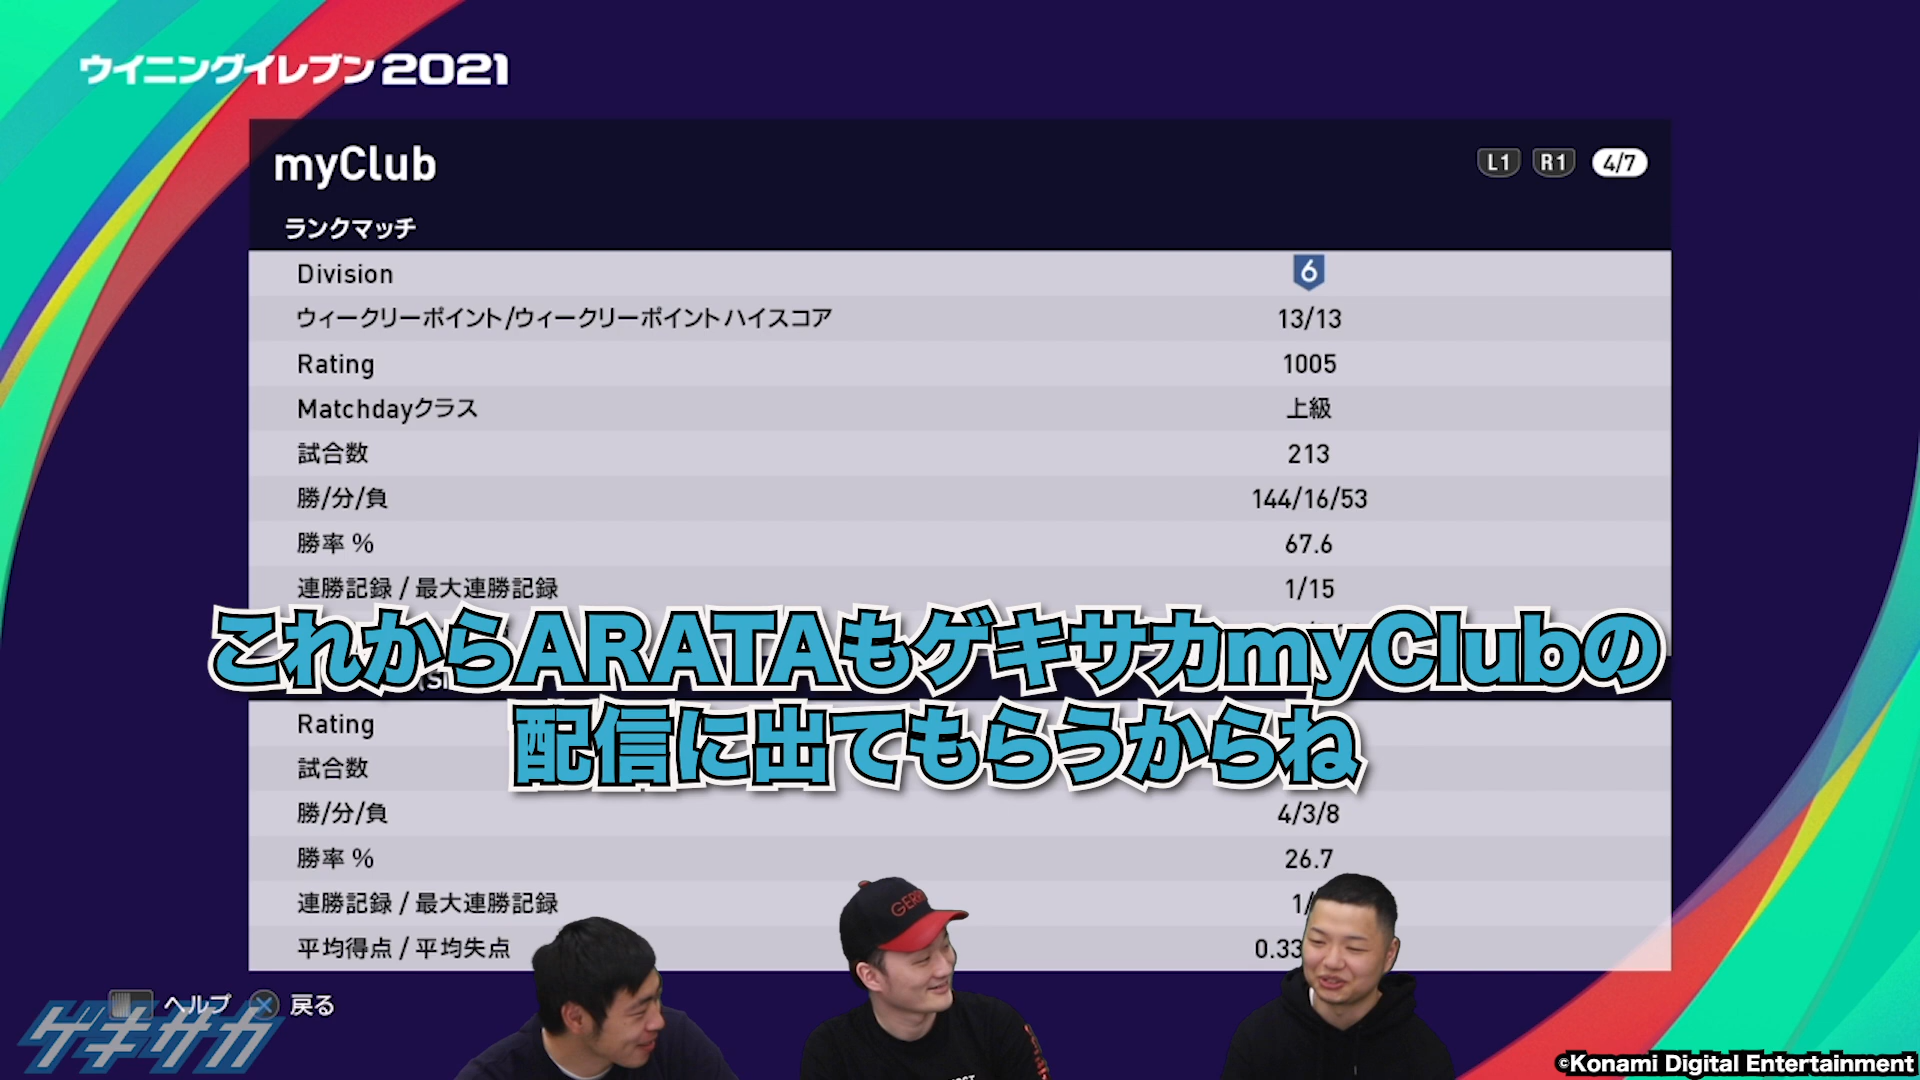 ウイニングイレブン 2021
myClub
L1 R1 4/7
ランクマッチ
Division 6
ウィークリーポイント/ウィークリーポイントハイスコア 13/13
Rating 1005
Matchdayクラス 上級
試合数 213
勝/分/負 144/16/53
勝率 % 67.6
連勝記録 / 最大連勝記録 1/15
これからARATAもゲキサカmyClubの
配信に出てもらうからね
Rating
試合数
勝/分/負 4/3/8
勝率 % 26.7
連勝記録 / 最大連勝記録 1/
平均得点 / 平均失点 0.33
ヘルプ 戻る
ゲキサカ
©Konami Digital Entertainment